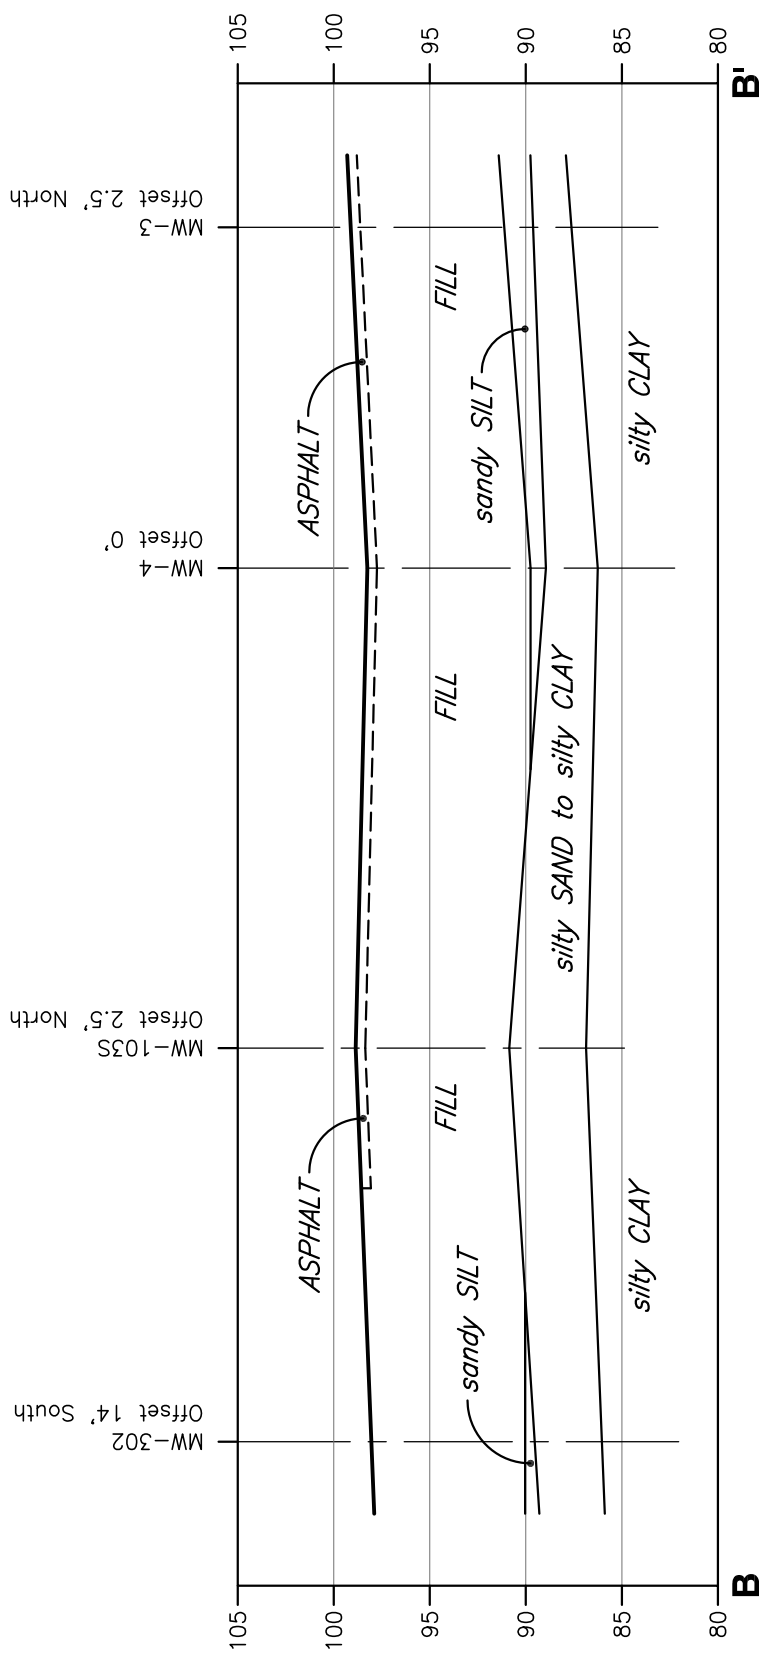 MW-302
Offset 14' South
MW-103S
Offset 2.5' North
MW-4
Offset 0'
MW-3
Offset 2.5' North
105
105
100
100
95
95
90
90
85
85
80
80
ASPHALT
ASPHALT
FILL
FILL
FILL
sandy SILT
sandy SILT
silty SAND to silty CLAY
silty CLAY
silty CLAY
B
B'